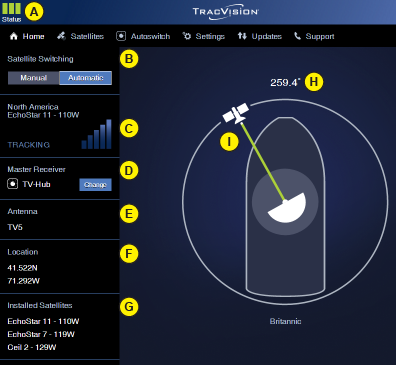 Status
A
TRACVISION
Home
Satellites
Autoswitch
Settings
Updates
Support
Satellite Switching
B
Manual
Automatic
259.4°
H
North America
EchoStar 11 - 110W
C
TRACKING
I
Master Receiver
D
TV-Hub
Change
Antenna
E
TV5
Location
F
41.522N
71.292W
Installed Satellites
G
EchoStar 11 - 110W
EchoStar 7 - 119W
Ceil 2 - 129W
Britannic